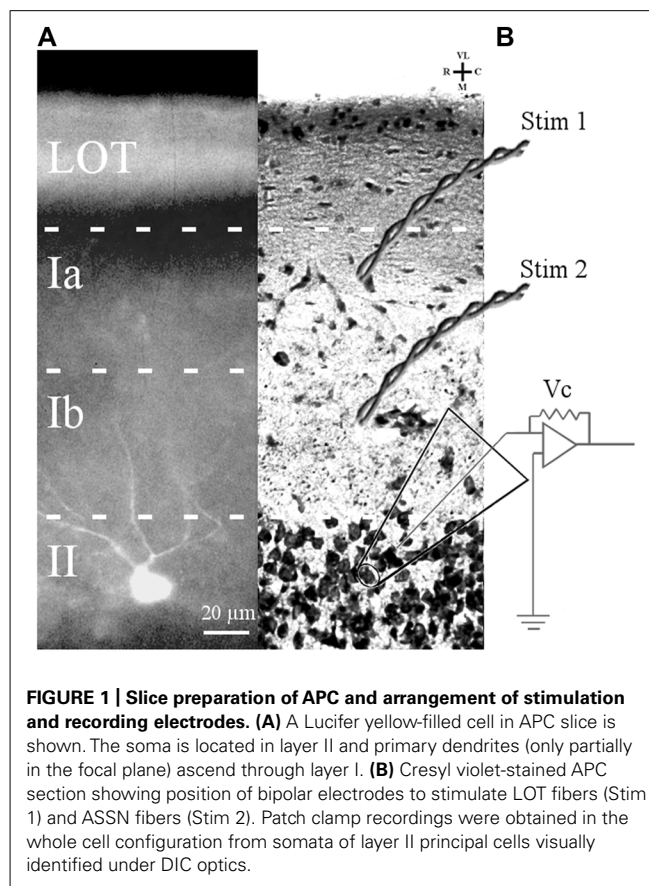 A
B
VL
R C
M
LOT
Stim 1
Ia
Stim 2
Ib
Vc
II
20 µm
FIGURE 1 | Slice preparation of APC and arrangement of stimulation
and recording electrodes. (A) A Lucifer yellow-filled cell in APC slice is
shown. The soma is located in layer II and primary dendrites (only partially
in the focal plane) ascend through layer I. (B) Cresyl violet-stained APC
section showing position of bipolar electrodes to stimulate LOT fibers (Stim
1) and ASSN fibers (Stim 2). Patch clamp recordings were obtained in the
whole cell configuration from somata of layer II principal cells visually
identified under DIC optics.